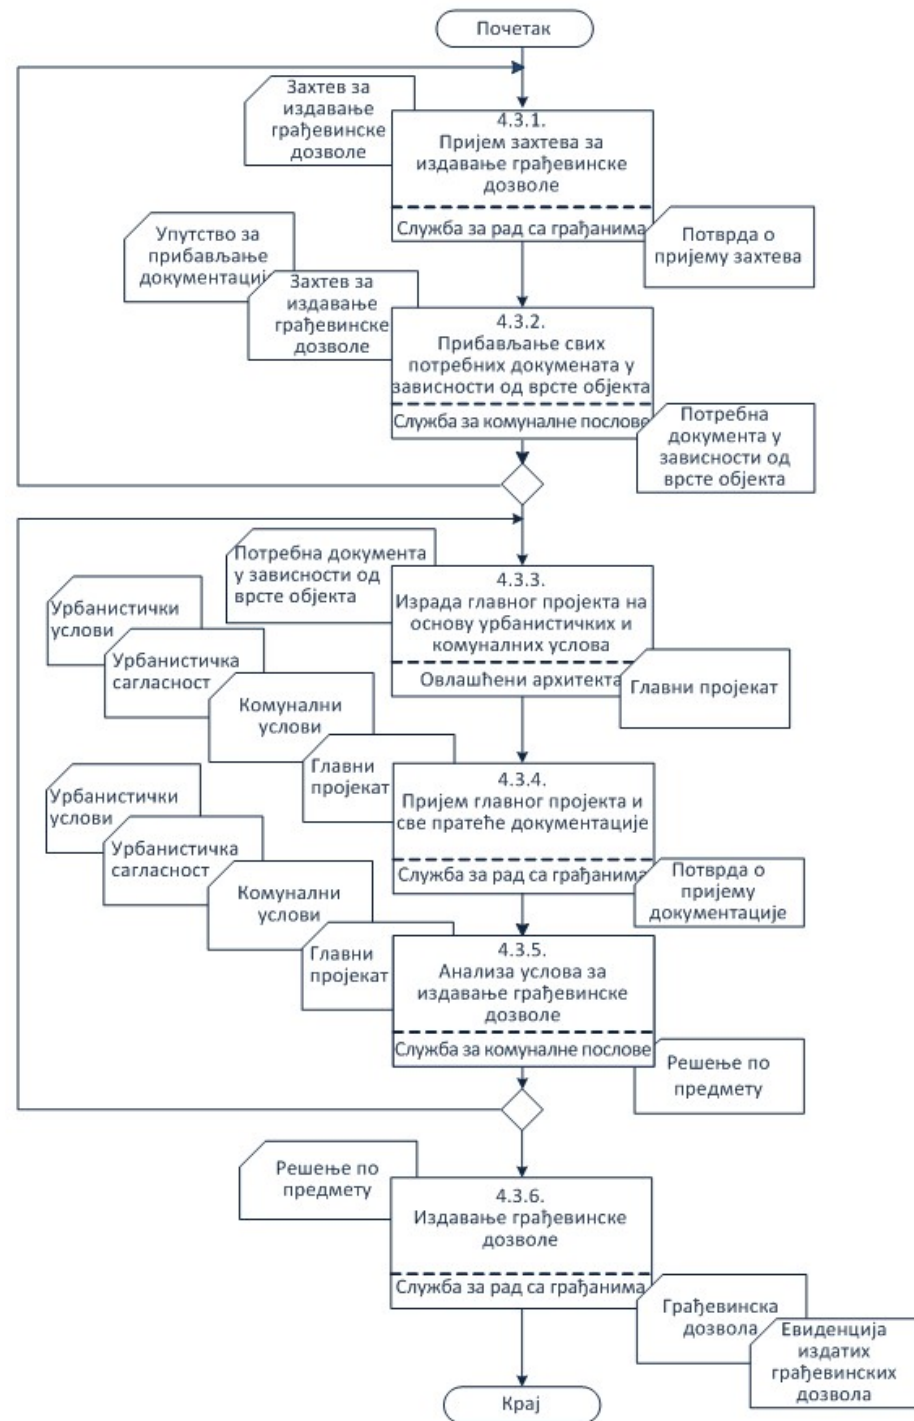 Почетак
Захтев за
издавање
грађевинске
дозволе
4.3.1.
Пријем захтева за
издавање грађевинске
дозволе
Служба за рад са грађанима
Потврда о
пријему захтева
Упутство за
прибављање
документациј
Захтев за
издавање
грађевинске
дозволе
4.3.2.
Прибављање свих
потребних докумената у
зависности од врсте објекта
Служба за комуналне послове
Потребна
документа у
зависности од
врсте објекта
Потребна документа
у зависности од
врсте објекта
4.3.3.
Израда главног пројекта на
основу урбанистичких и
комуналних услова
Овлашћени архитекта
Главни пројекат
Урбанистички
услови
Урбанистичка
сагласност
Комунални
услови
Главни
пројекат
4.3.4.
Пријем главног пројекта и
све пратеће документације
Служба за рад са грађанима
Потврда о
пријему
документације
Урбанистички
услови
Урбанистичка
сагласност
Комунални
услови
Главни
пројекат
4.3.5.
Анализа услова за
издавање грађевинске
дозволе
Служба за комуналне послове
Решење по
предмету
Решење по
предмету
4.3.6.
Издавање грађевинске
дозволе
Служба за рад са грађанима
Грађевинска
дозвола
Евиденција
издатих
грађевинских
дозвола
Крај